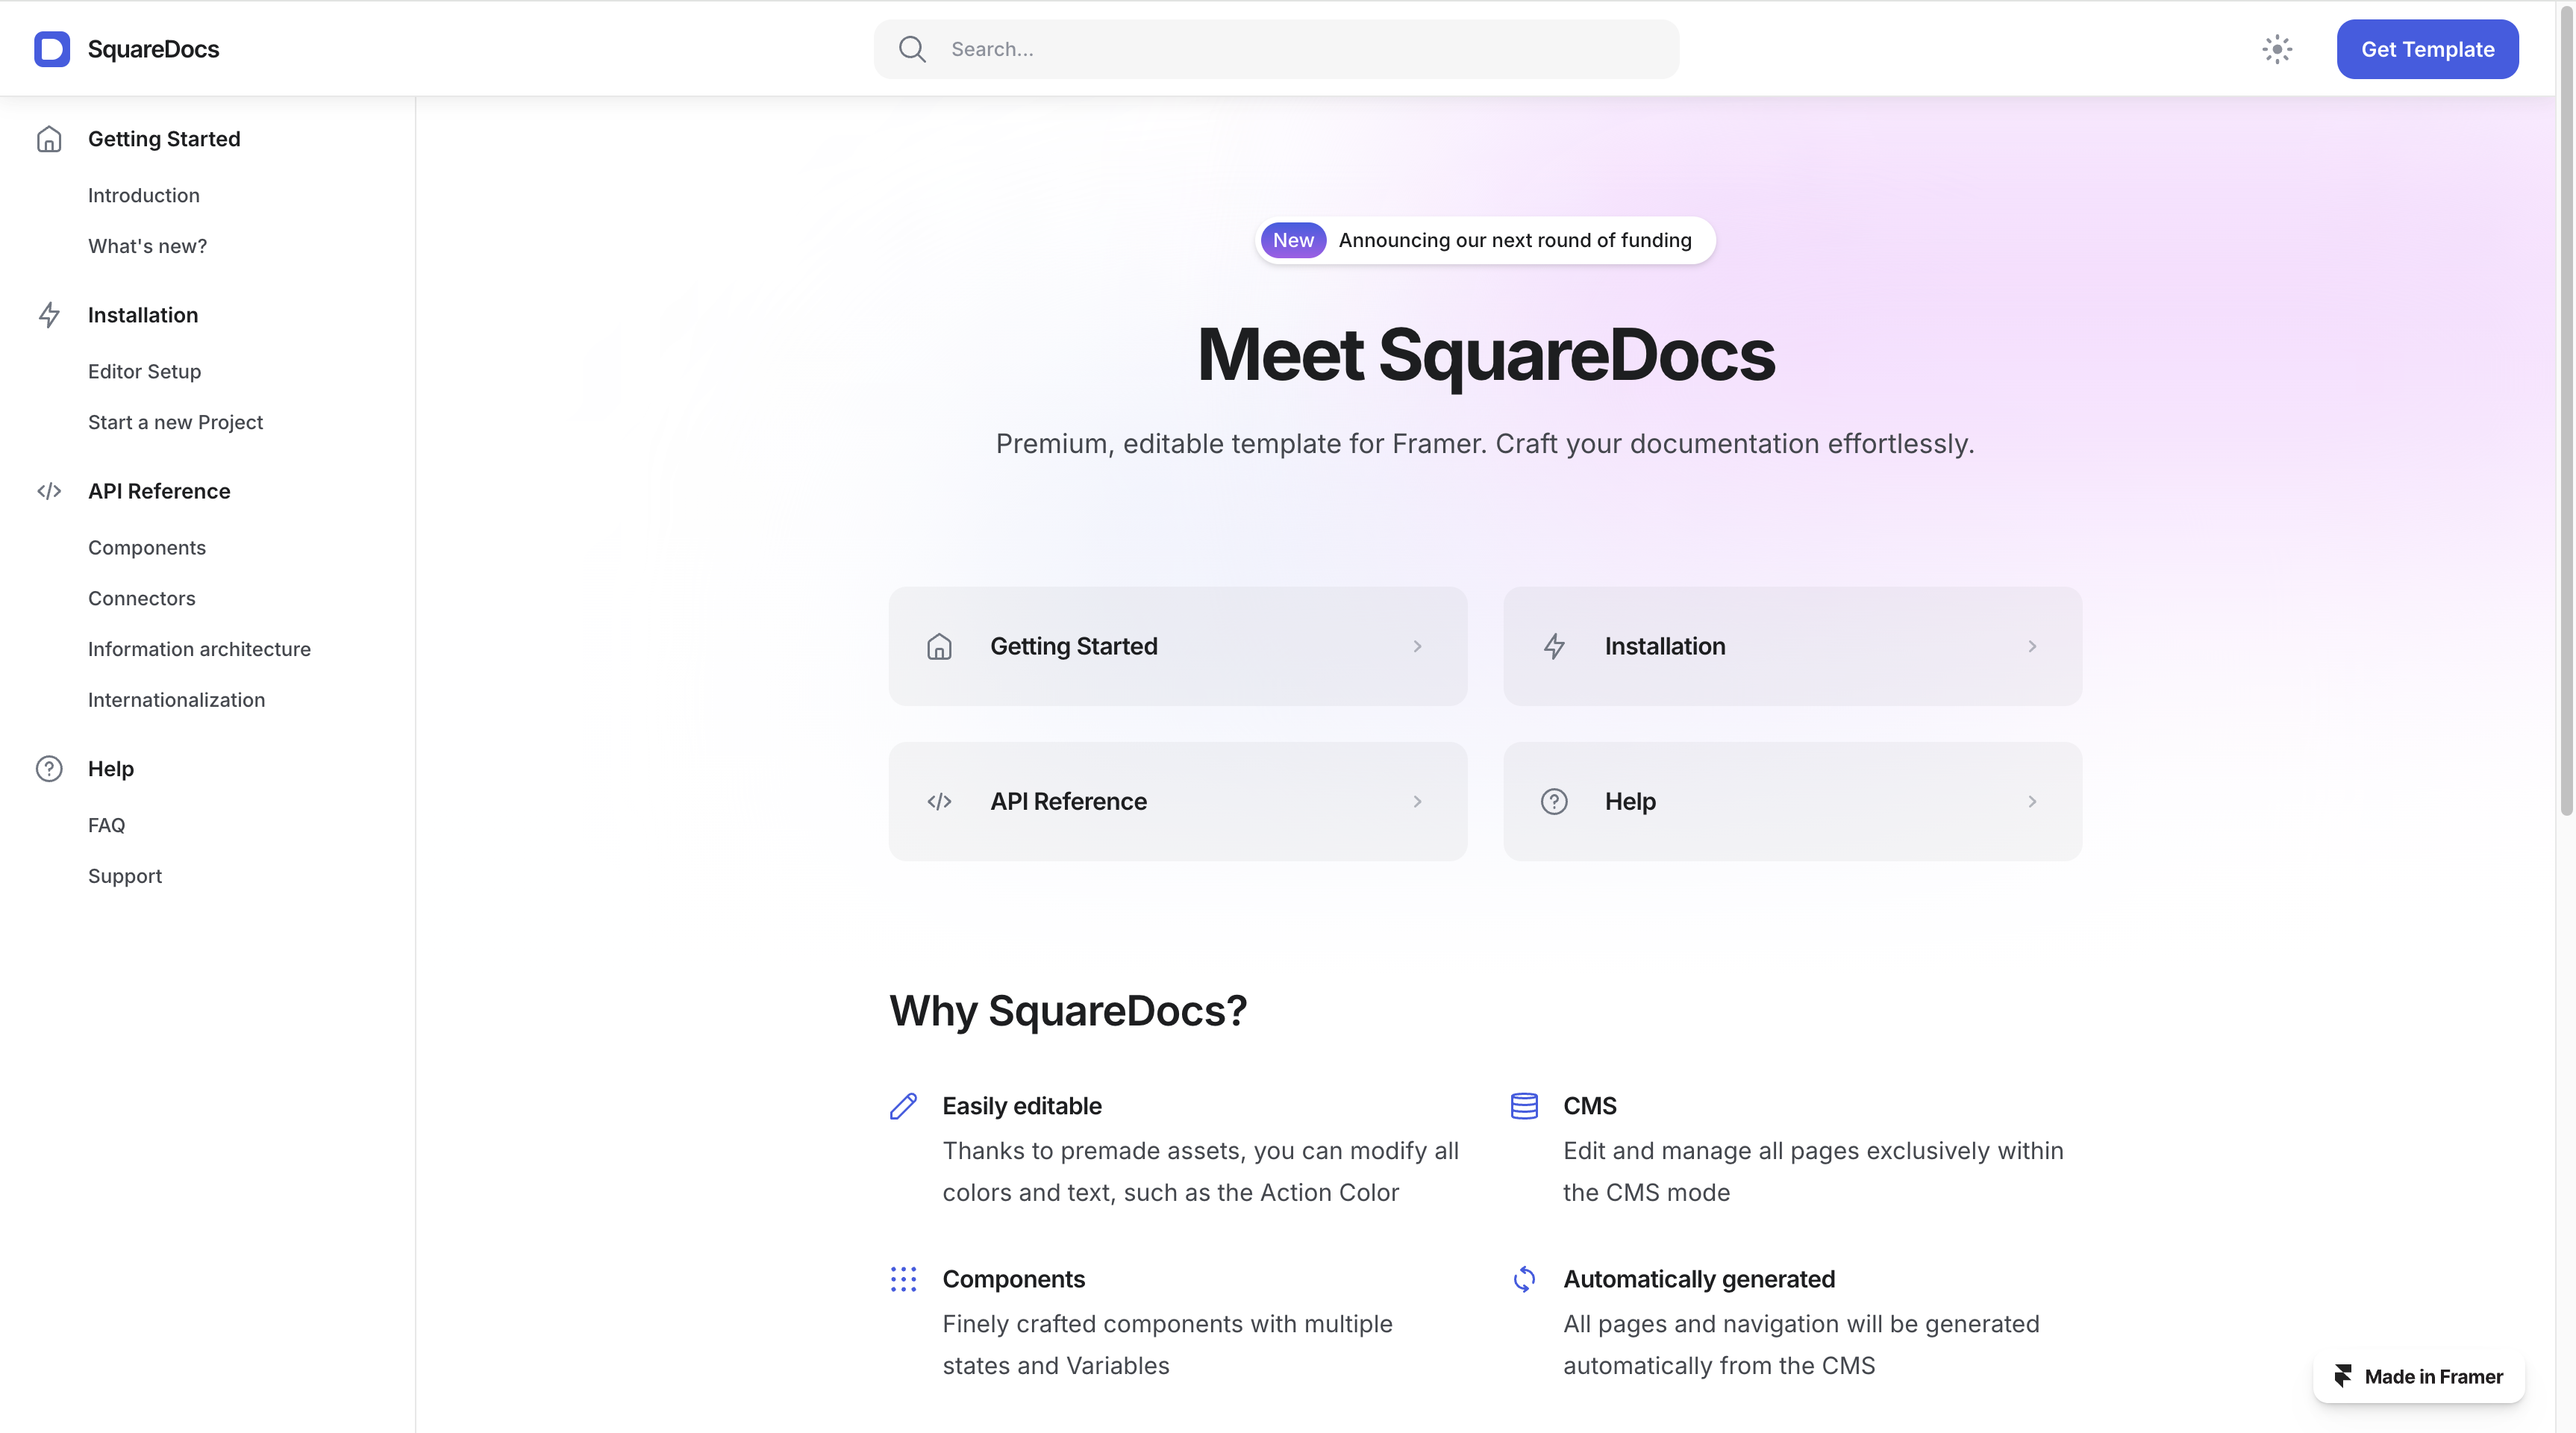 SquareDocs
Search...
Get Template
Getting Started
Introduction
What's new?
Installation
Editor Setup
Start a new Project
API Reference
Components
Connectors
Information architecture
Internationalization
Help
FAQ
Support
New Announcing our next round of funding
Meet SquareDocs
Premium, editable template for Framer. Craft your documentation effortlessly.
Getting Started
Installation
API Reference
Help
Why SquareDocs?
Easily editable
Thanks to premade assets, you can modify all
colors and text, such as the Action Color
CMS
Edit and manage all pages exclusively within
the CMS mode
Components
Finely crafted components with multiple
states and Variables
Automatically generated
All pages and navigation will be generated
automatically from the CMS
Made in Framer